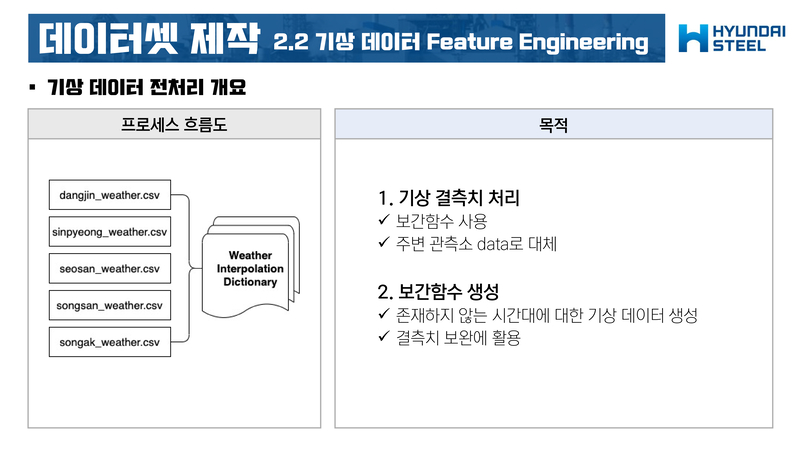 데이터셋 제작 2.2 기상 데이터 Feature Engineering
HYUNDAI
STEEL
▪ 기상 데이터 전처리 개요
프로세스 흐름도
dangjin_weather.csv
sinpyeong_weather.csv
seosan_weather.csv
songsan_weather.csv
songak_weather.csv
Weather
Interpolation
Dictionary
목적
1. 기상 결측치 처리
✓ 보간함수 사용
✓ 주변 관측소 data로 대체
2. 보간함수 생성
✓ 존재하지 않는 시간대에 대한 기상 데이터 생성
✓ 결측치 보완에 활용